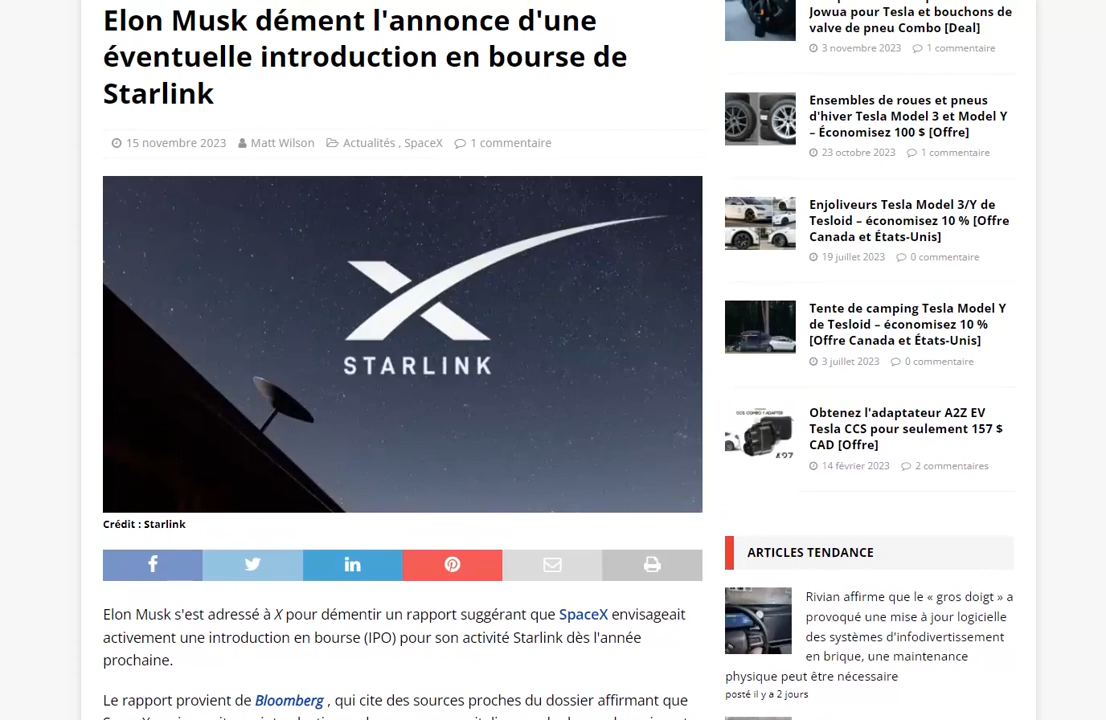 Elon Musk dément l'annonce d'une
éventuelle introduction en bourse de
Starlink
15 novembre 2023 Matt Wilson Actualités , SpaceX 1 commentaire
STARLINK
Crédit : Starlink
Elon Musk s'est adressé à X pour démentir un rapport suggérant que SpaceX envisageait
activement une introduction en bourse (IPO) pour son activité Starlink dès l'année
prochaine.
Le rapport provient de Bloomberg , qui cite des sources proches du dossier affirmant que
Jowua pour Tesla et bouchons de
valve de pneu Combo [Deal]
3 novembre 2023 1 commentaire
Ensembles de roues et pneus
d'hiver Tesla Model 3 et Model Y
– Économisez 100 $ [Offre]
23 octobre 2023 1 commentaire
Enjoliveurs Tesla Model 3/Y de
Tesloid – économisez 10 % [Offre
Canada et États-Unis]
19 juillet 2023 0 commentaire
Tente de camping Tesla Model Y
de Tesloid – économisez 10 %
[Offre Canada et États-Unis]
3 juillet 2023 0 commentaire
Obtenez l'adaptateur A2Z EV
Tesla CCS pour seulement 157 $
CAD [Offre]
14 février 2023 2 commentaires
ARTICLES TENDANCE
Rivian affirme que le « gros doigt » a
provoqué une mise à jour logicielle
des systèmes d'infodivertissement
en brique, une maintenance
physique peut être nécessaire
posté il y a 2 jours